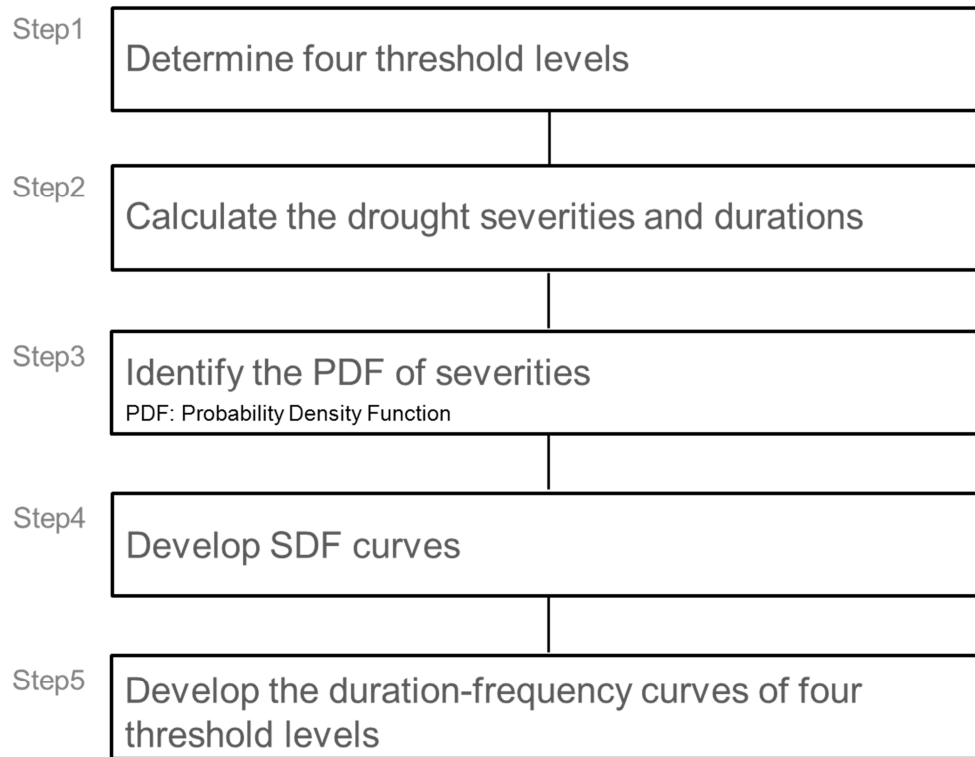 Step1
Determine four threshold levels
Step2
Calculate the drought severities and durations
Step3
Identify the PDF of severities
PDF: Probability Density Function
Step4
Develop SDF curves
Step5
Develop the duration-frequency curves of four
threshold levels